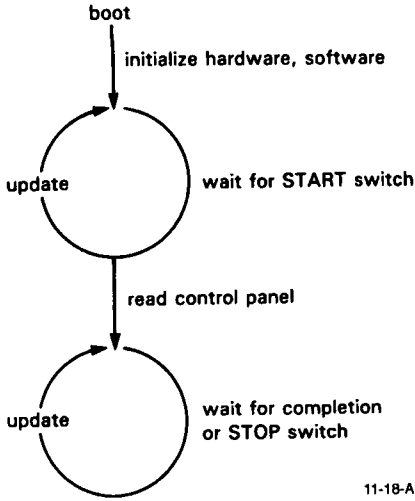 boot
initialize hardware, software
update
wait for START switch
read control panel
update
wait for completion
or STOP switch
11-18-A